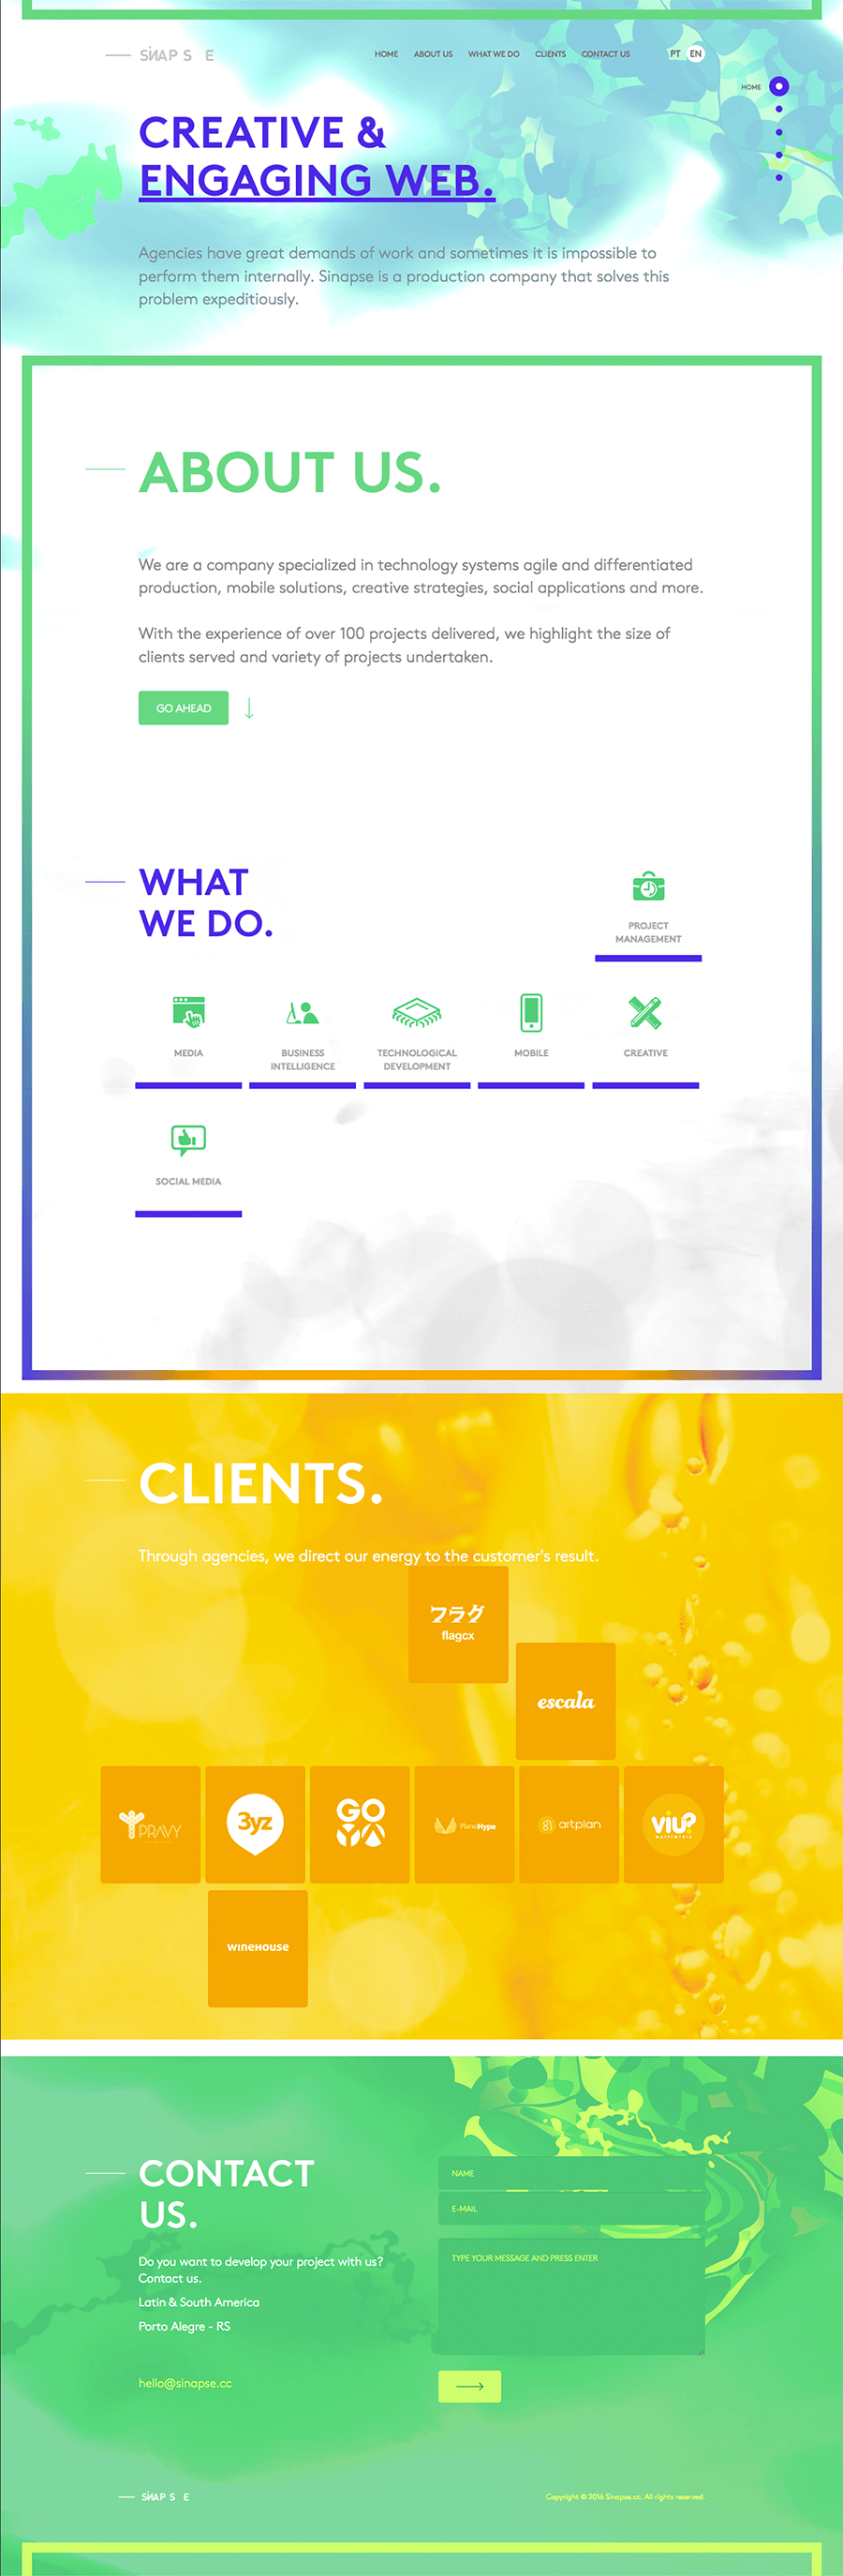 SINAPSE
HOME ABOUT US WHAT WE DO CLIENTS CONTACT US PT EN
HOME
CREATIVE &
ENGAGING WEB.
Agencies have great demands of work and sometimes it is impossible to
perform them internally. Sinapse is a production company that solves this
problem expeditiously.
ABOUT US.
We are a company specialized in technology systems agile and differentiated
production, mobile solutions, creative strategies, social applications and more.
With the experience of over 100 projects delivered, we highlight the size of
clients served and variety of projects undertaken.
GO AHEAD
WHAT
WE DO.
PROJECT
MANAGEMENT
MEDIA
BUSINESS
INTELLIGENCE
TECHNOLOGICAL
DEVELOPMENT
MOBILE
CREATIVE
SOCIAL MEDIA
CLIENTS.
Through agencies, we direct our energy to the customer's result.
フラグ
flagcx
escala
PRAVY
3yz
GO
YA
PlanoHype
artplan
VIU?
multimídia
WINEHOUSE
CONTACT
US.
Do you want to develop your project with us?
Contact us.
Latin & South America
Porto Alegre - RS
hello@sinapse.cc
NAME
E-MAIL
TYPE YOUR MESSAGE AND PRESS ENTER
SINAPSE
Copyright © 2016 Sinapse.cc. All rights reserved.